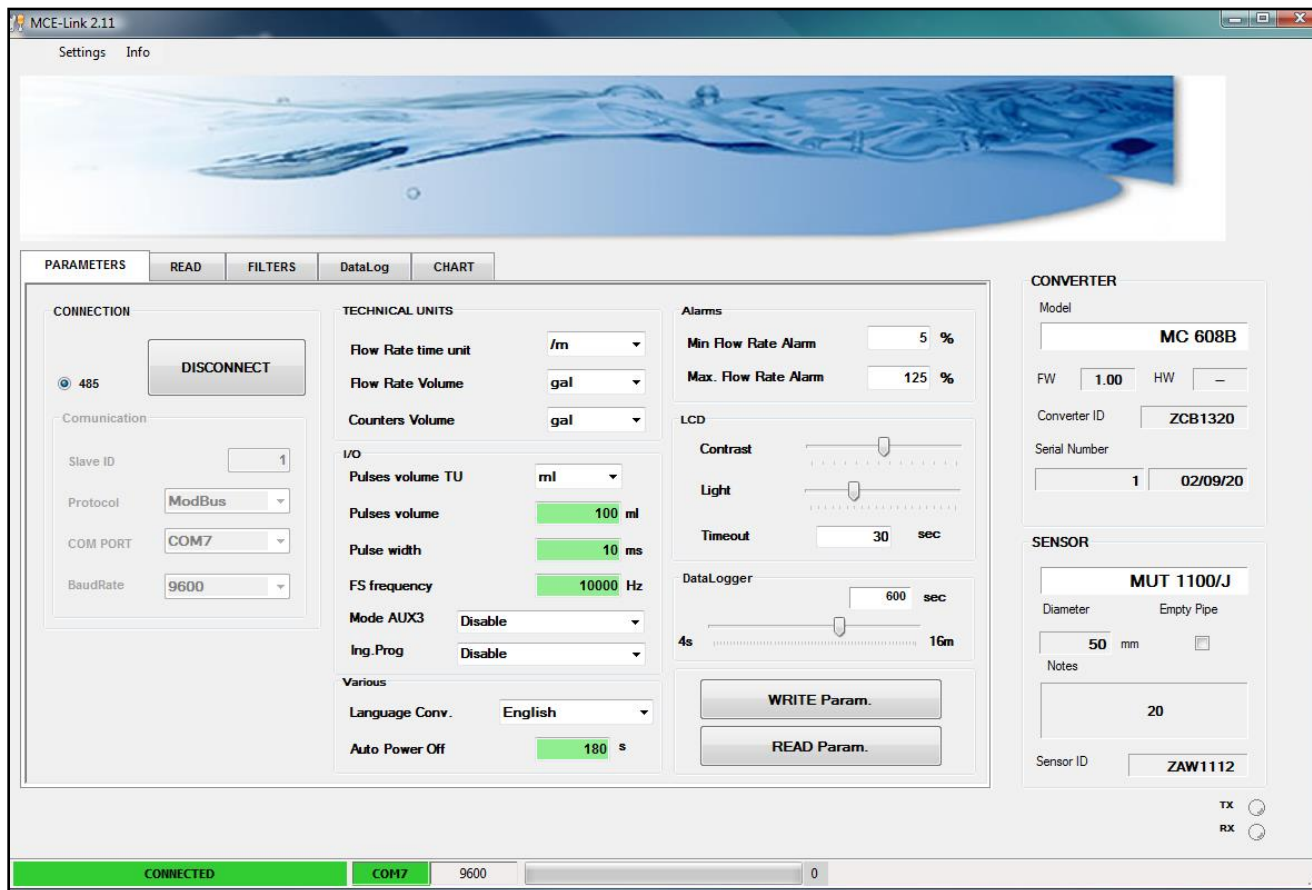 MCE-Link 2.11
Settings Info
PARAMETERS READ FILTERS DataLog CHART
CONNECTION
485
DISCONNECT
Comunication
Slave ID 1
Protocol ModBus
COM PORT COM7
BaudRate 9600
TECHNICAL UNITS
Flow Rate time unit /m
Flow Rate Volume gal
Counters Volume gal
I/O
Pulses volume TU ml
Pulses volume 100 ml
Pulse width 10 ms
FS frequency 10000 Hz
Mode AUX3 Disable
Ing.Prog Disable
Various
Language Conv. English
Auto Power Off 180 s
Alarms
Min Flow Rate Alarm 5 %
Max. Flow Rate Alarm 125 %
LCD
Contrast
Light
Timeout 30 sec
DataLogger
600 sec
4s 16m
WRITE Param.
READ Param.
CONVERTER
Model
MC 608B
FW 1.00 HW –
Converter ID ZCB1320
Serial Number
1 02/09/20
SENSOR
MUT 1100/J
Diameter Empty Pipe
50 mm
Notes
20
Sensor ID ZAW1112
TX
RX
CONNECTED COM7 9600 0